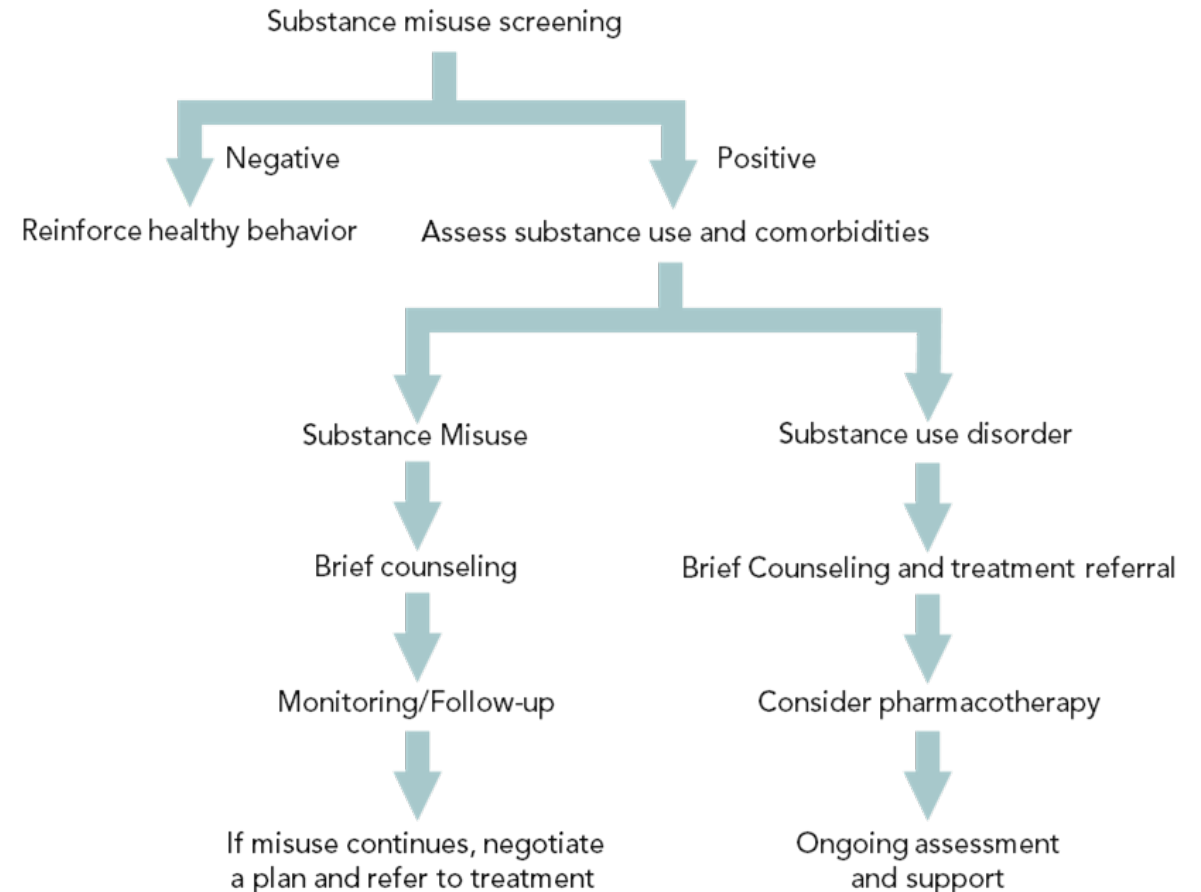 Substance misuse screening
Negative
Positive
Reinforce healthy behavior
Assess substance use and comorbidities
Substance Misuse
Substance use disorder
Brief counseling
Brief Counseling and treatment referral
Monitoring/Follow-up
Consider pharmacotherapy
If misuse continues, negotiate
a plan and refer to treatment
Ongoing assessment
and support